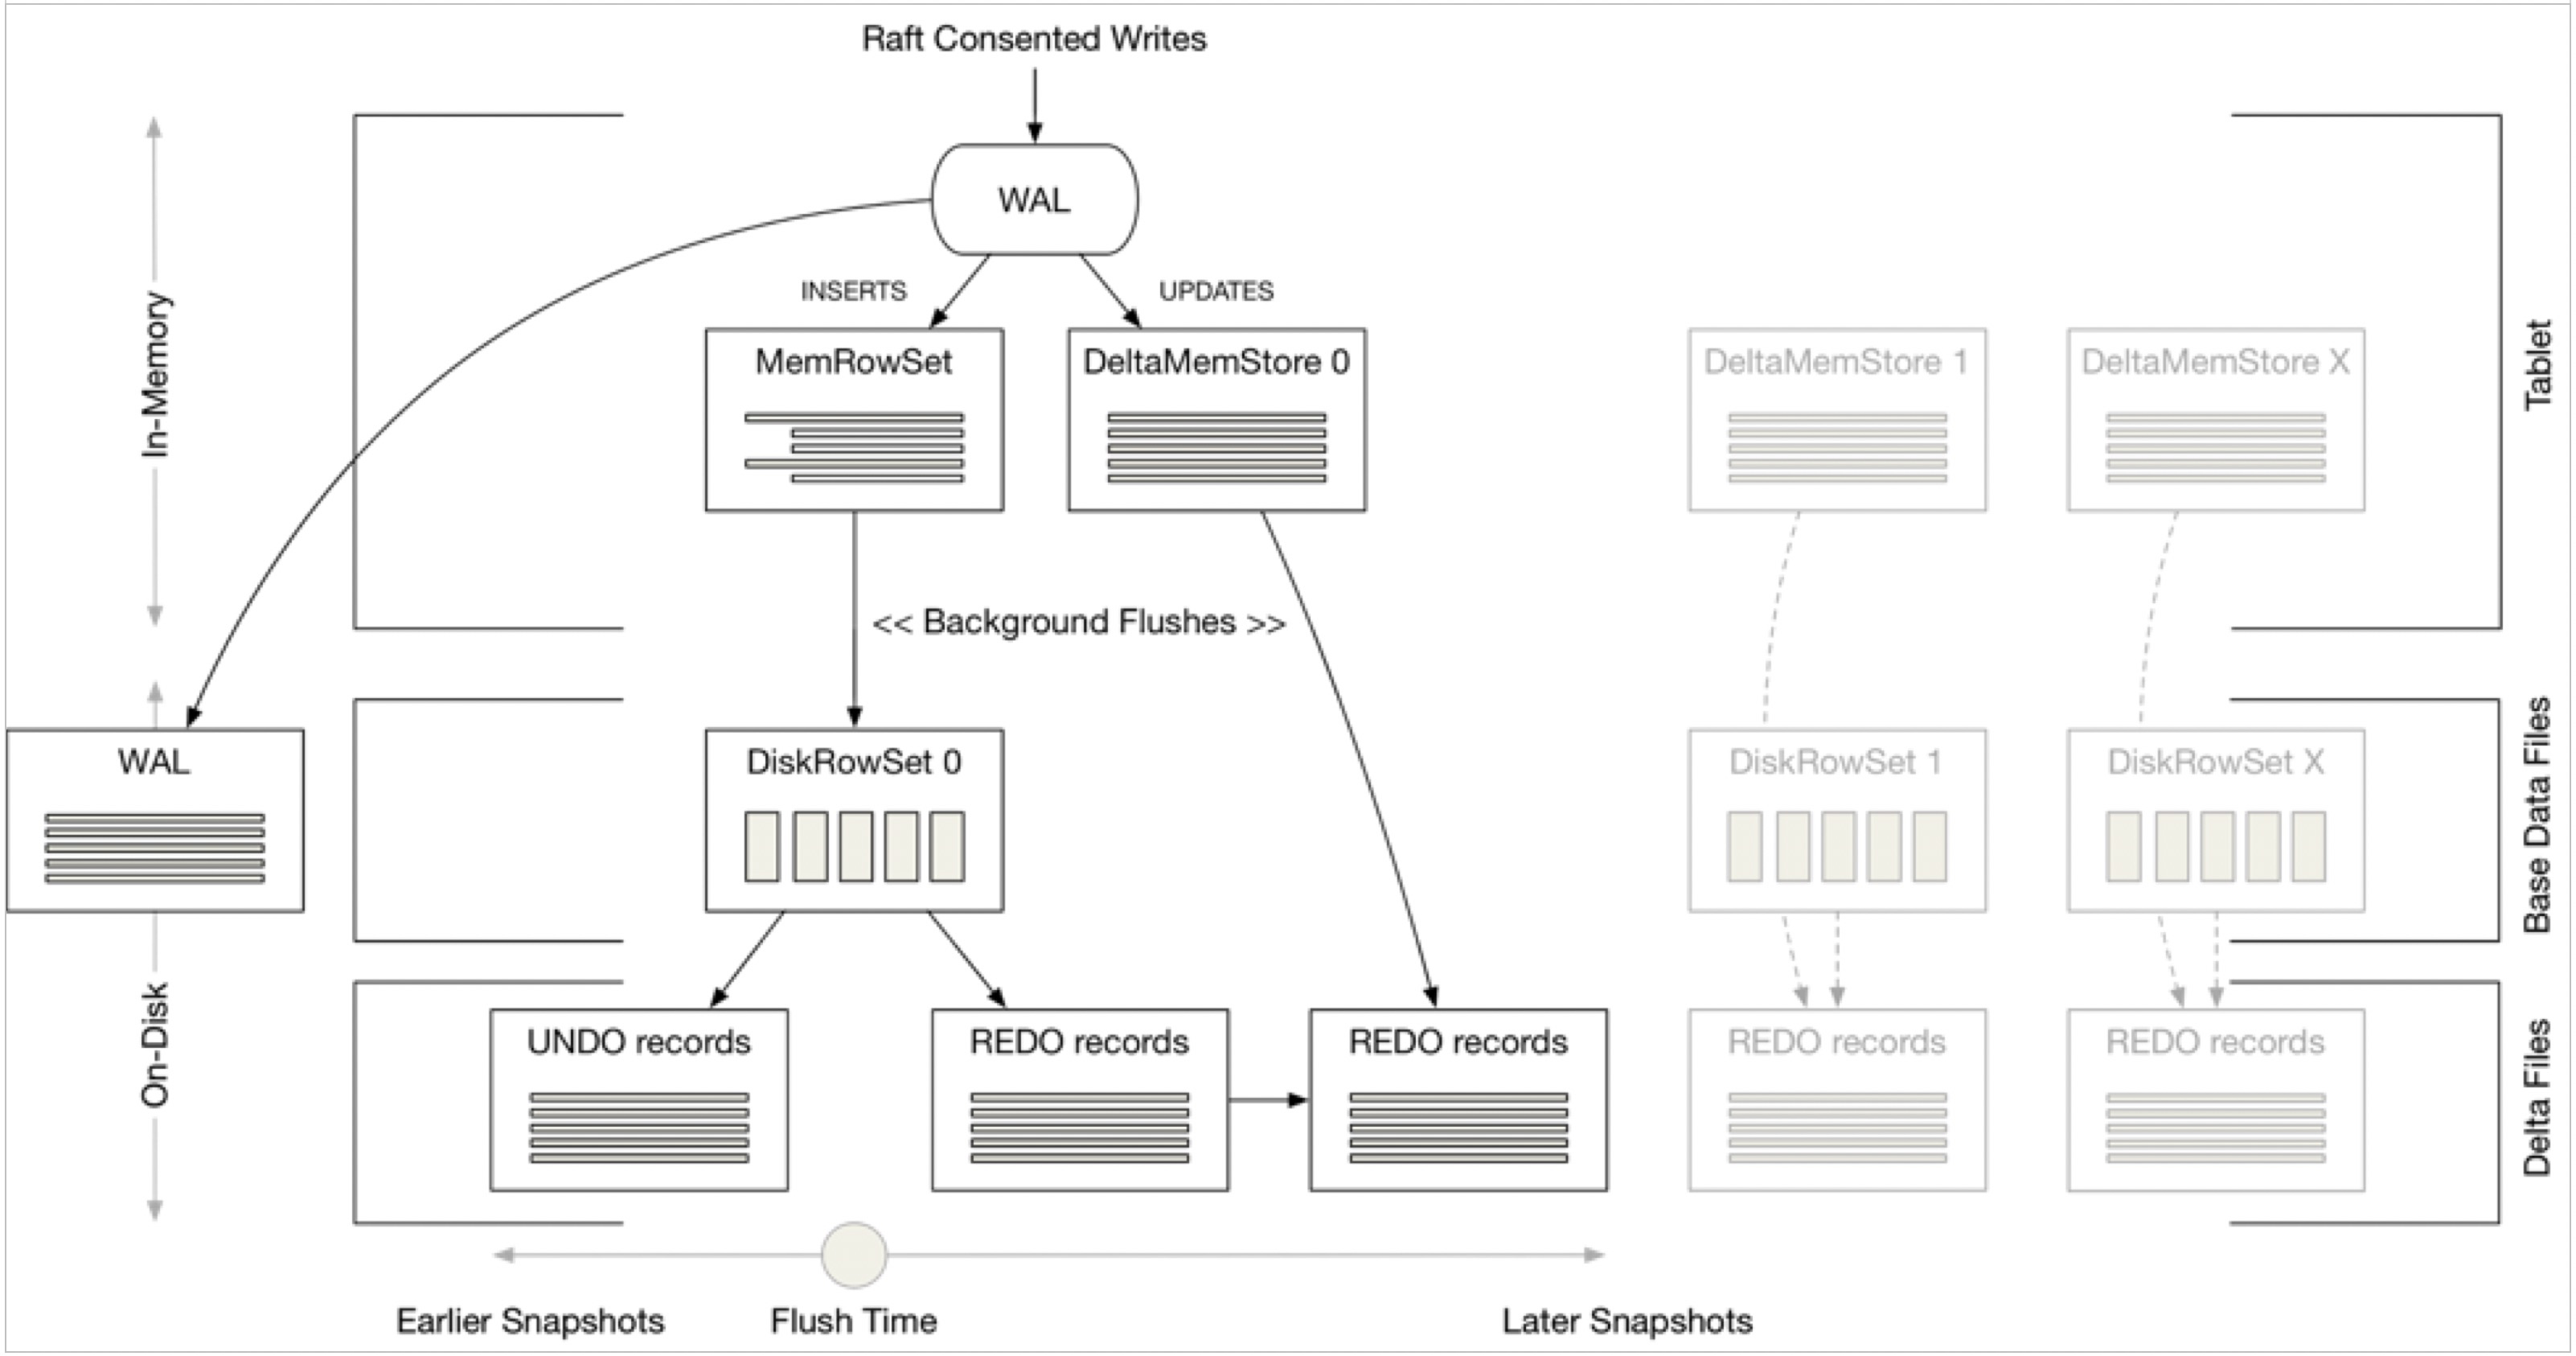 Raft Consented Writes
WAL
INSERTS
UPDATES
In-Memory
MemRowSet
DeltaMemStore 0
DeltaMemStore 1
DeltaMemStore X
Tablet
<< Background Flushes >>
WAL
DiskRowSet 0
DiskRowSet 1
DiskRowSet X
Base Data Files
On-Disk
UNDO records
REDO records
REDO records
REDO records
REDO records
Delta Files
Earlier Snapshots
Flush Time
Later Snapshots